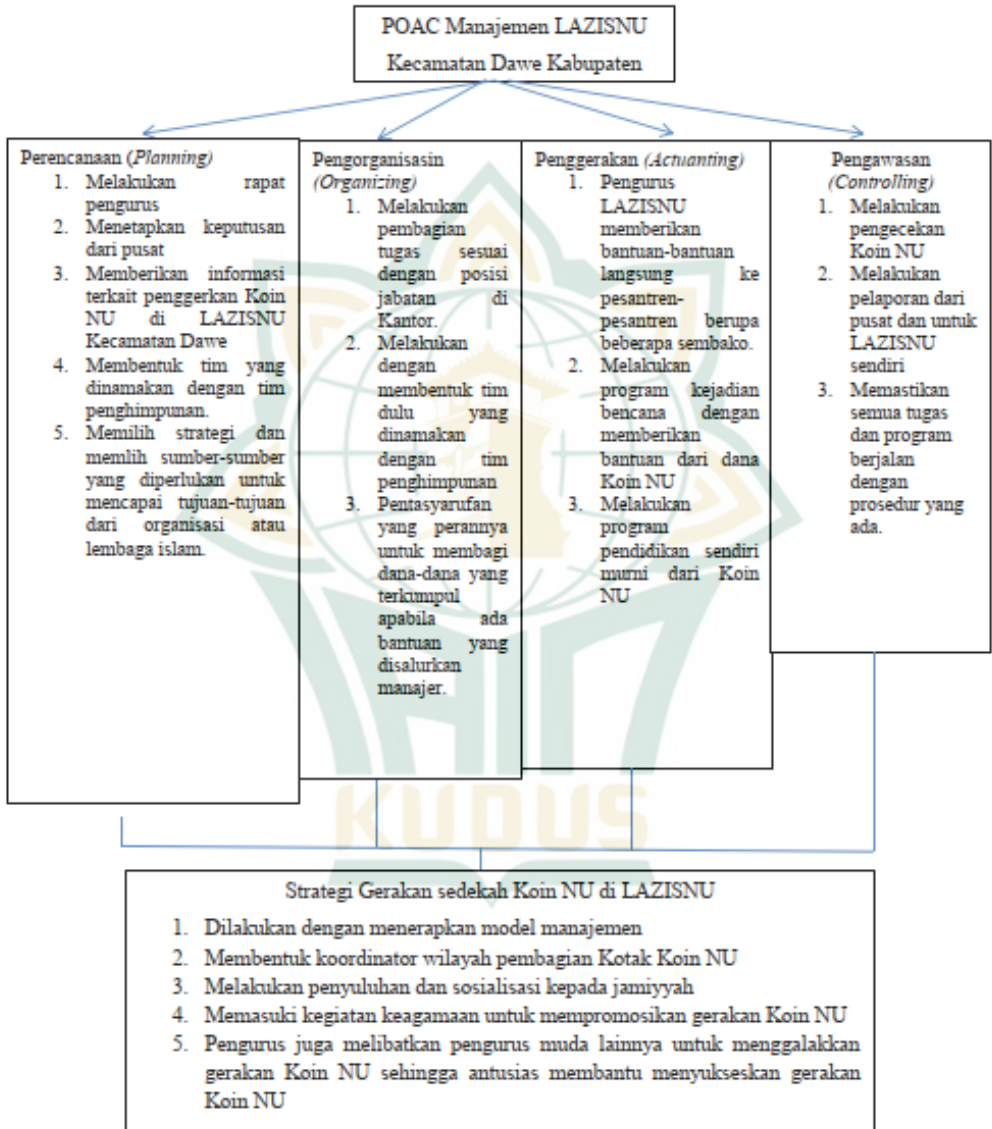 POAC Manajemen LAZISNU
Kecamatan Dawe Kabupaten
Perencanaan (Planning)
1. Melakukan rapat
pengurus
2. Menetapkan keputusan
dari pusat
3. Memberikan informasi
terkait penggerkan Koin
NU di LAZISNU
Kecamatan Dawe
4. Membentuk tim yang
dinamakan dengan tim
penghimpunan.
5. Memilih strategi dan
memlih sumber-sumber
yang diperlukan untuk
mencapai tujuan-tujuan
dari organisasi atau
lembaga islam.
Pengorganisasin
(Organizing)
1. Melakukan
pembagian
tugas sesuai
dengan posisi
jabatan di
Kantor.
2. Melakukan
dengan
membentuk tim
dulu yang
dinamakan
dengan tim
penghimpunan
3. Pentasyarufan
yang perannya
untuk membagi
dana-dana yang
terkumpul
apabila ada
bantuan yang
disalurkan
manajer.
Penggerakan (Actuanting)
1. Pengurus
LAZISNU
memberikan
bantuan-bantuan
langsung ke
pesantren-
pesantren berupa
beberapa sembako.
2. Melakukan
program kejadian
bencana dengan
memberikan
bantuan dari dana
Koin NU
3. Melakukan
program
pendidikan sendiri
murni dari Koin
NU
Pengawasan
(Controlling)
1. Melakukan
pengecekan
Koin NU
2. Melakukan
pelaporan dari
pusat dan untuk
LAZISNU
sendiri
3. Memastikan
semua tugas
dan program
berjalan
dengan
prosedur yang
ada.
KUDUS
Strategi Gerakan sedekah Koin NU di LAZISNU
1. Dilakukan dengan menerapkan model manajemen
2. Membentuk koordinator wilayah pembagian Kotak Koin NU
3. Melakukan penyuluhan dan sosialisasi kepada jamiyyah
4. Memasuki kegiatan keagamaan untuk mempromosikan gerakan Koin NU
5. Pengurus juga melibatkan pengurus muda lainnya untuk menggalakkan
gerakan Koin NU sehingga antusias membantu menyukseskan gerakan
Koin NU